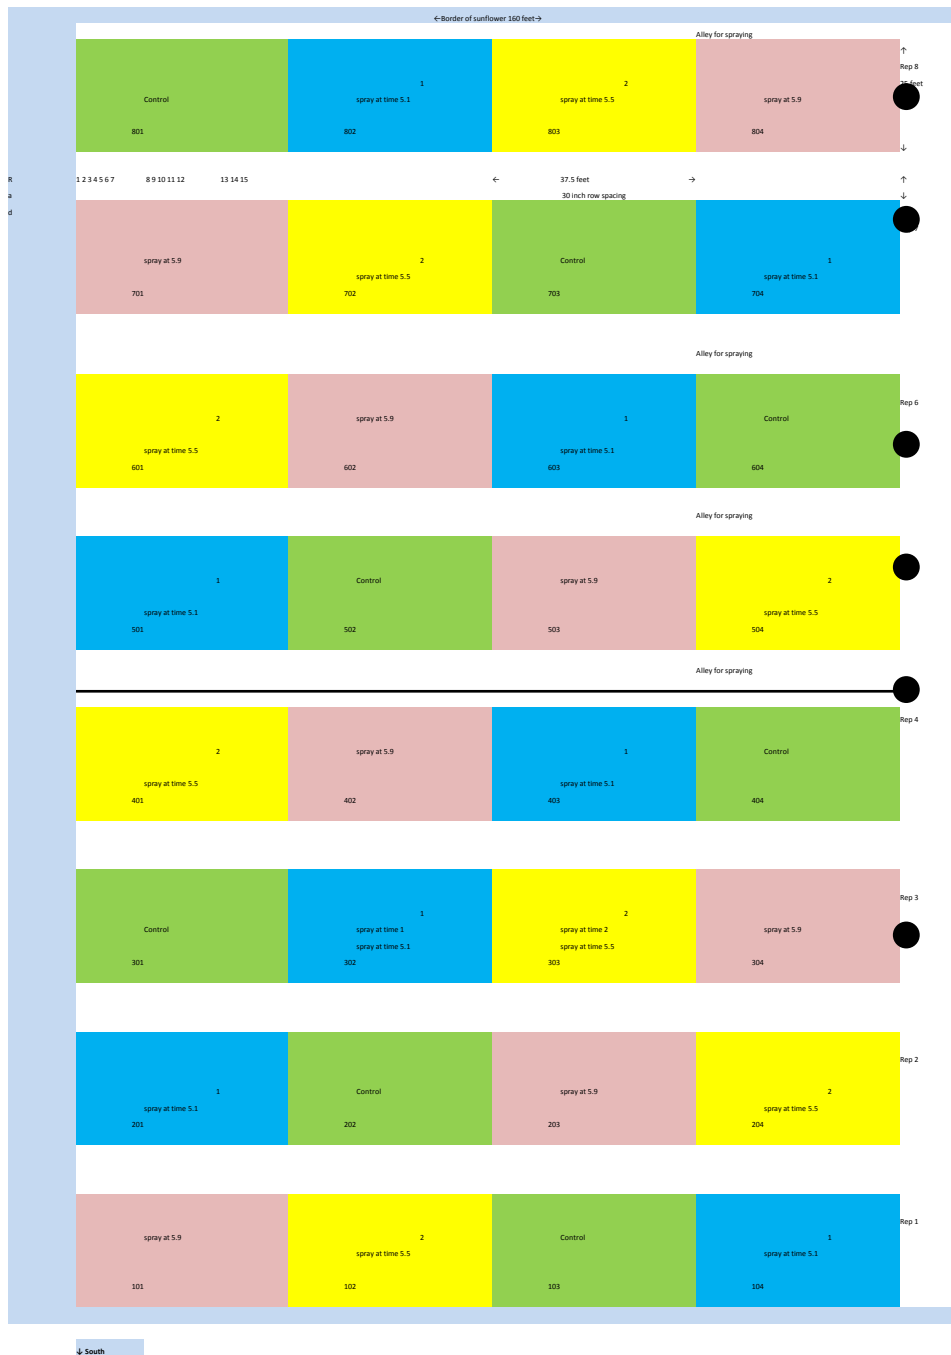 ←Border of sunflower 160 feet→
Alley for spraying
↑
Rep 8
1 2
Control spray at time 5.1 spray at time 5.5 spray at 5.9
801 802 803 804
↓
R 1 2 3 4 5 6 7 8 9 10 11 12 13 14 15 ← 37.5 feet → ↑
a 30 inch row spacing ↓
d
spray at 5.9 2 Control 1
spray at time 5.5 spray at time 5.1
701 702 703 704
Alley for spraying
Rep 6
2 spray at 5.9 1 Control
spray at time 5.5 spray at time 5.1
601 602 603 604
Alley for spraying
1 Control spray at 5.9 2
spray at time 5.1 spray at time 5.5
501 502 503 504
Alley for spraying
Rep 4
2 spray at 5.9 1 Control
spray at time 5.5 spray at time 5.1
401 402 403 404
Rep 3
1 2
Control spray at time 1 spray at time 2 spray at 5.9
spray at time 5.1 spray at time 5.5
301 302 303 304
Rep 2
1 Control spray at 5.9 2
spray at time 5.1 spray at time 5.5
201 202 203 204
Rep 1
spray at 5.9 2 Control 1
spray at time 5.5 spray at time 5.1
101 102 103 104
↓ South